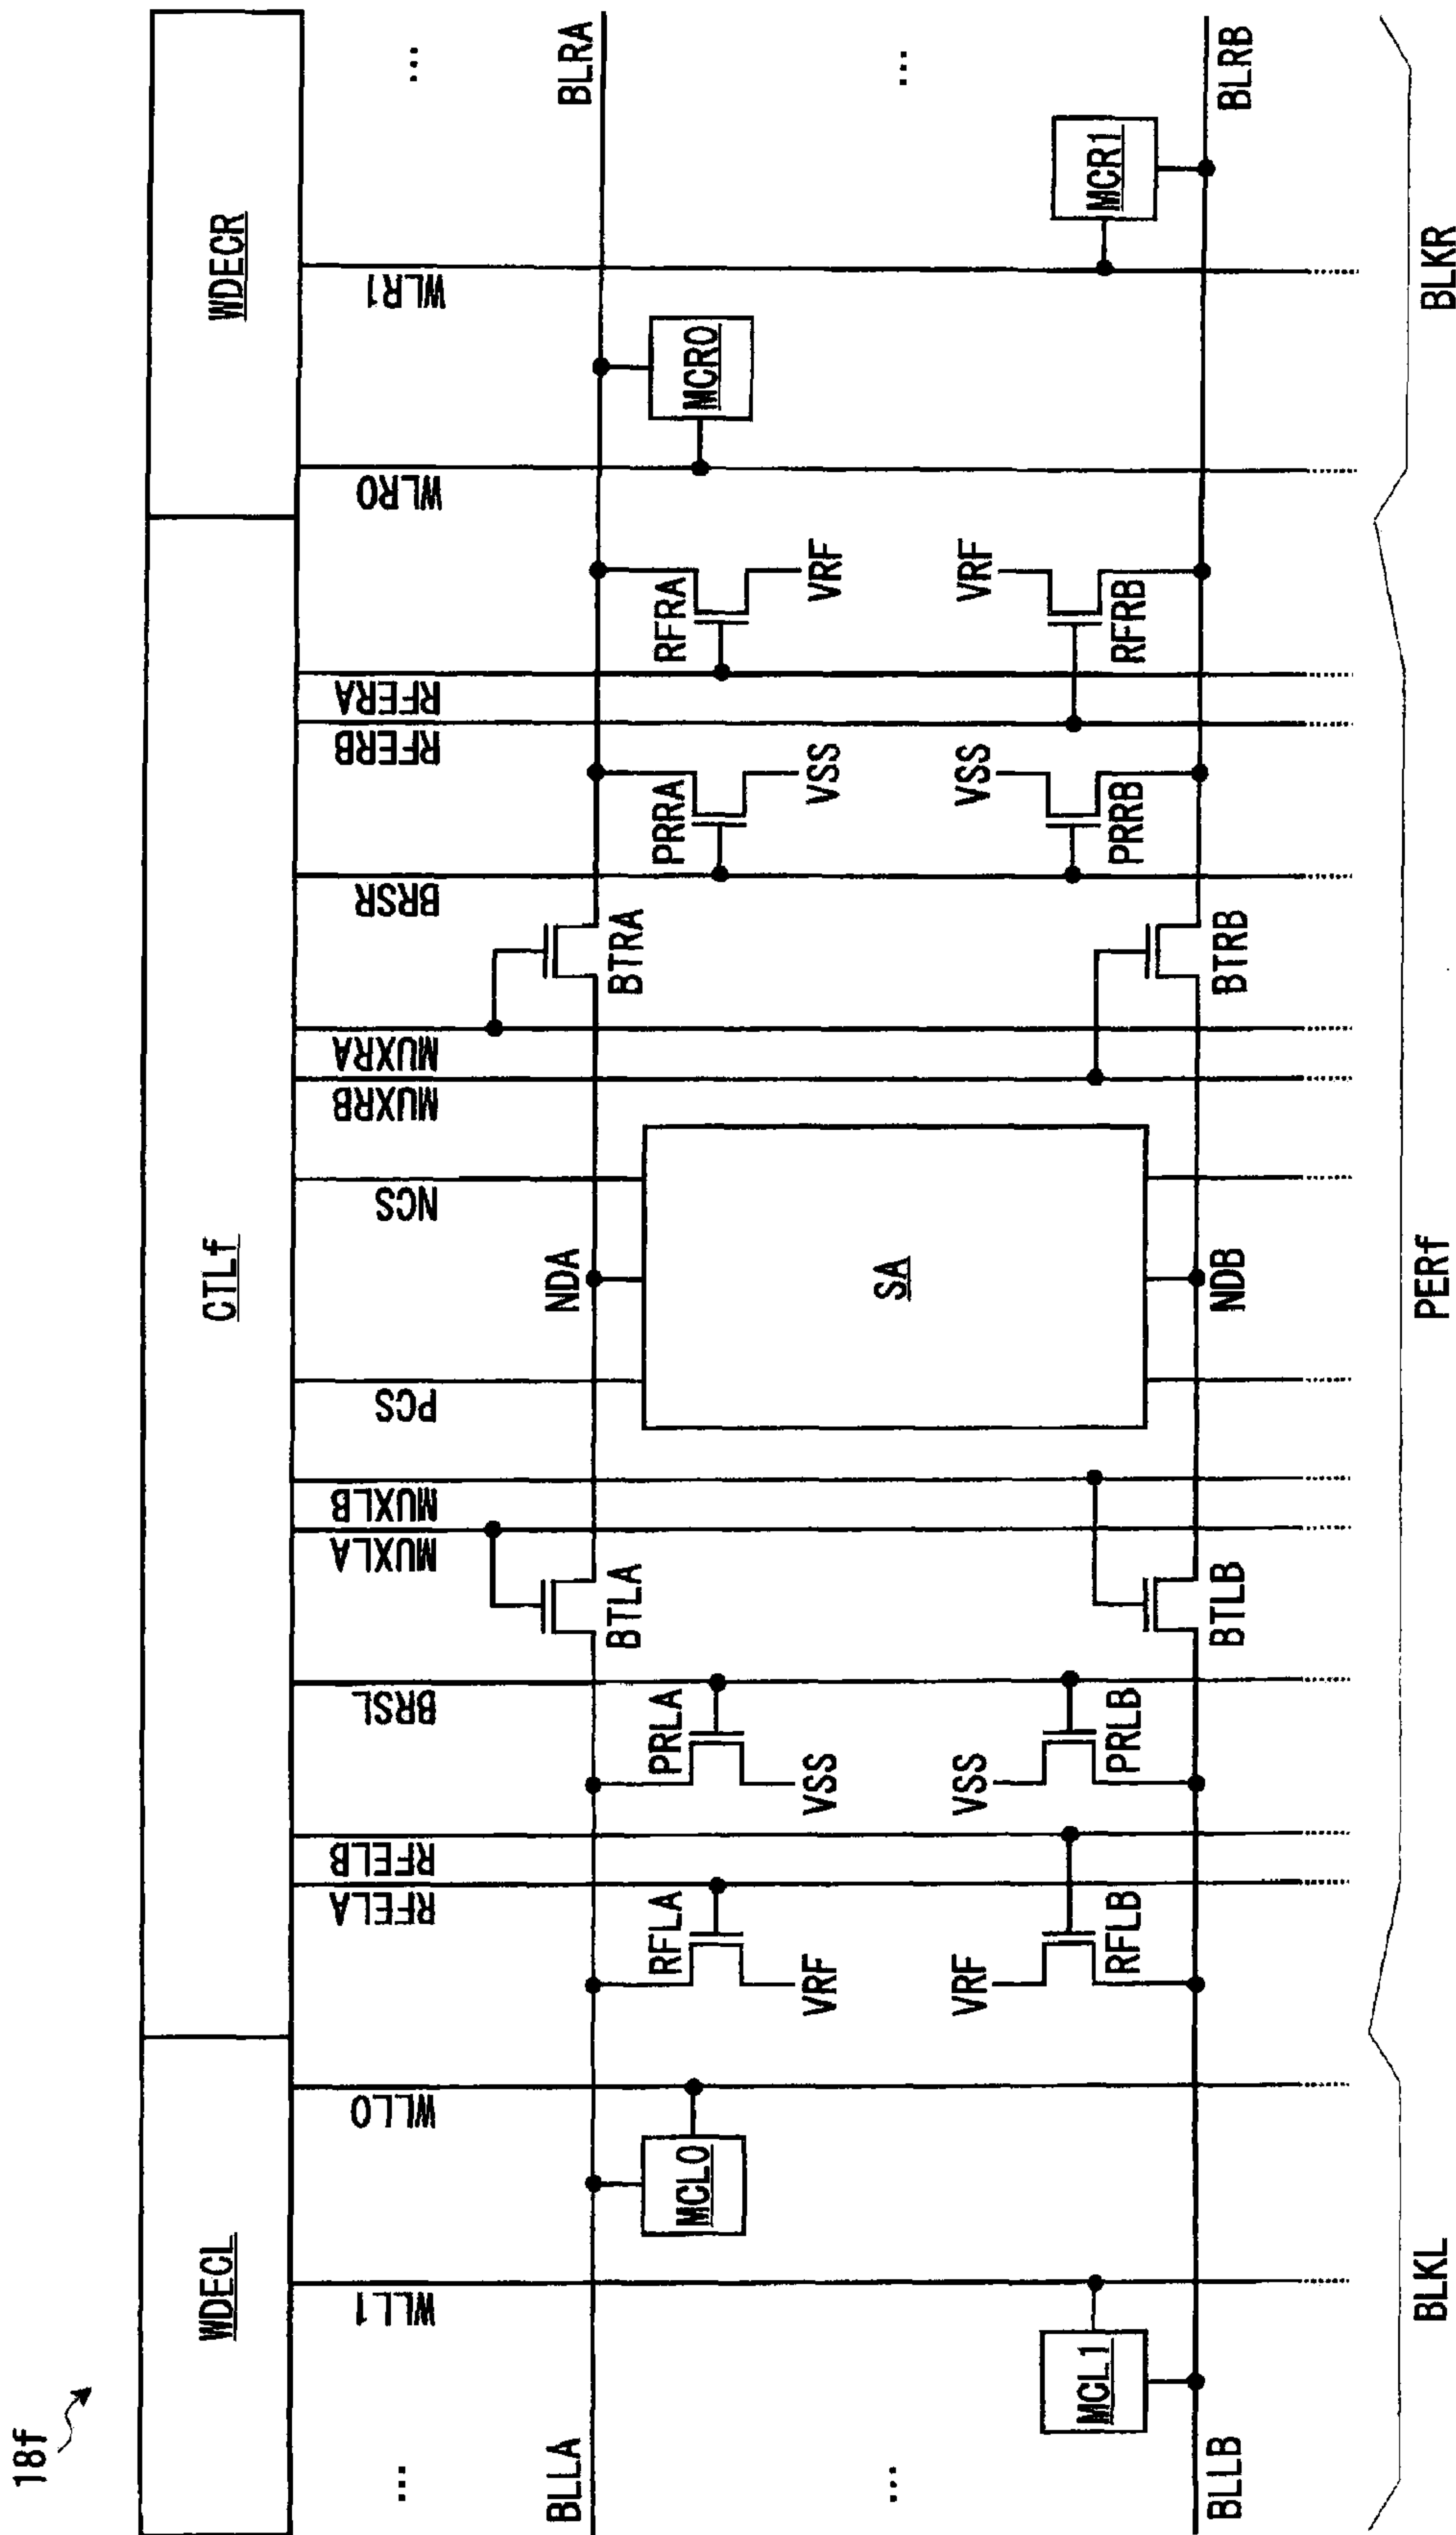 18f
WDECL
CTLf
WDECR
WLL1
WLL0
RFELA
RFELB
BRSL
MUXLA
MUXLB
PCS
NCS
MUXRB
MUXRA
BRSR
RFERB
RFERA
WLR0
WLR1
...
...
BLLA
BTLA
NDA
BTRA
BLRA
MCL0
RFLA
VRF
PRLA
VSS
PRRA
VSS
RFRA
VRF
MCR0
...
SA
...
MCL1
VRF
RFLB
VSS
PRLB
VSS
PRRB
VRF
RFRB
MCR1
BLLB
BTLB
NDB
BTRB
BLRB
BLKL
PERf
BLKR